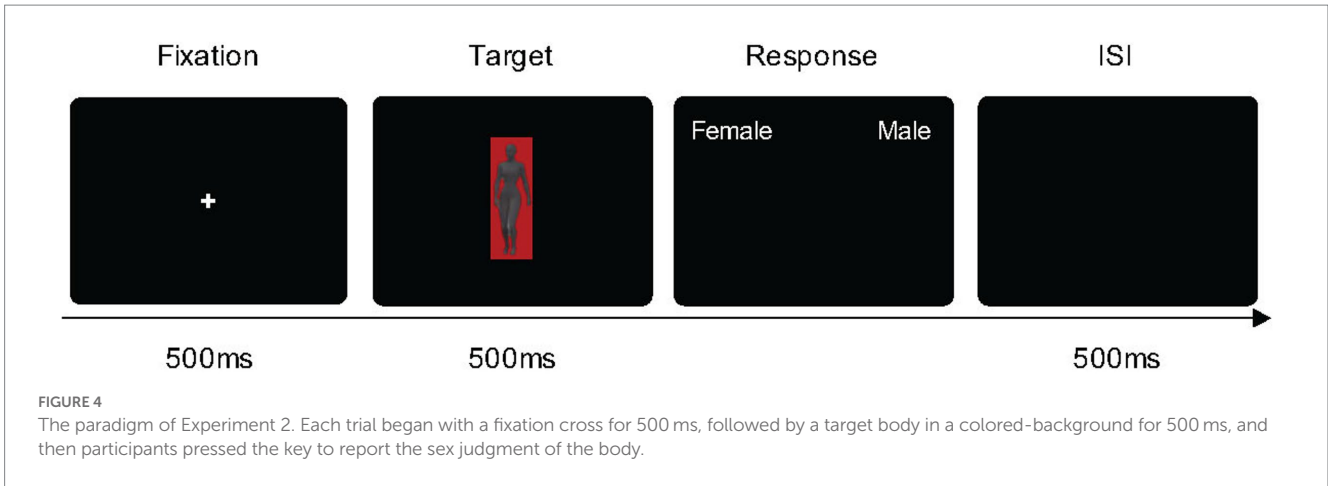 Fixation Target Response ISI
Female Male
500ms 500ms 500ms
FIGURE 4
The paradigm of Experiment 2. Each trial began with a fixation cross for 500 ms, followed by a target body in a colored-background for 500 ms, and
then participants pressed the key to report the sex judgment of the body.